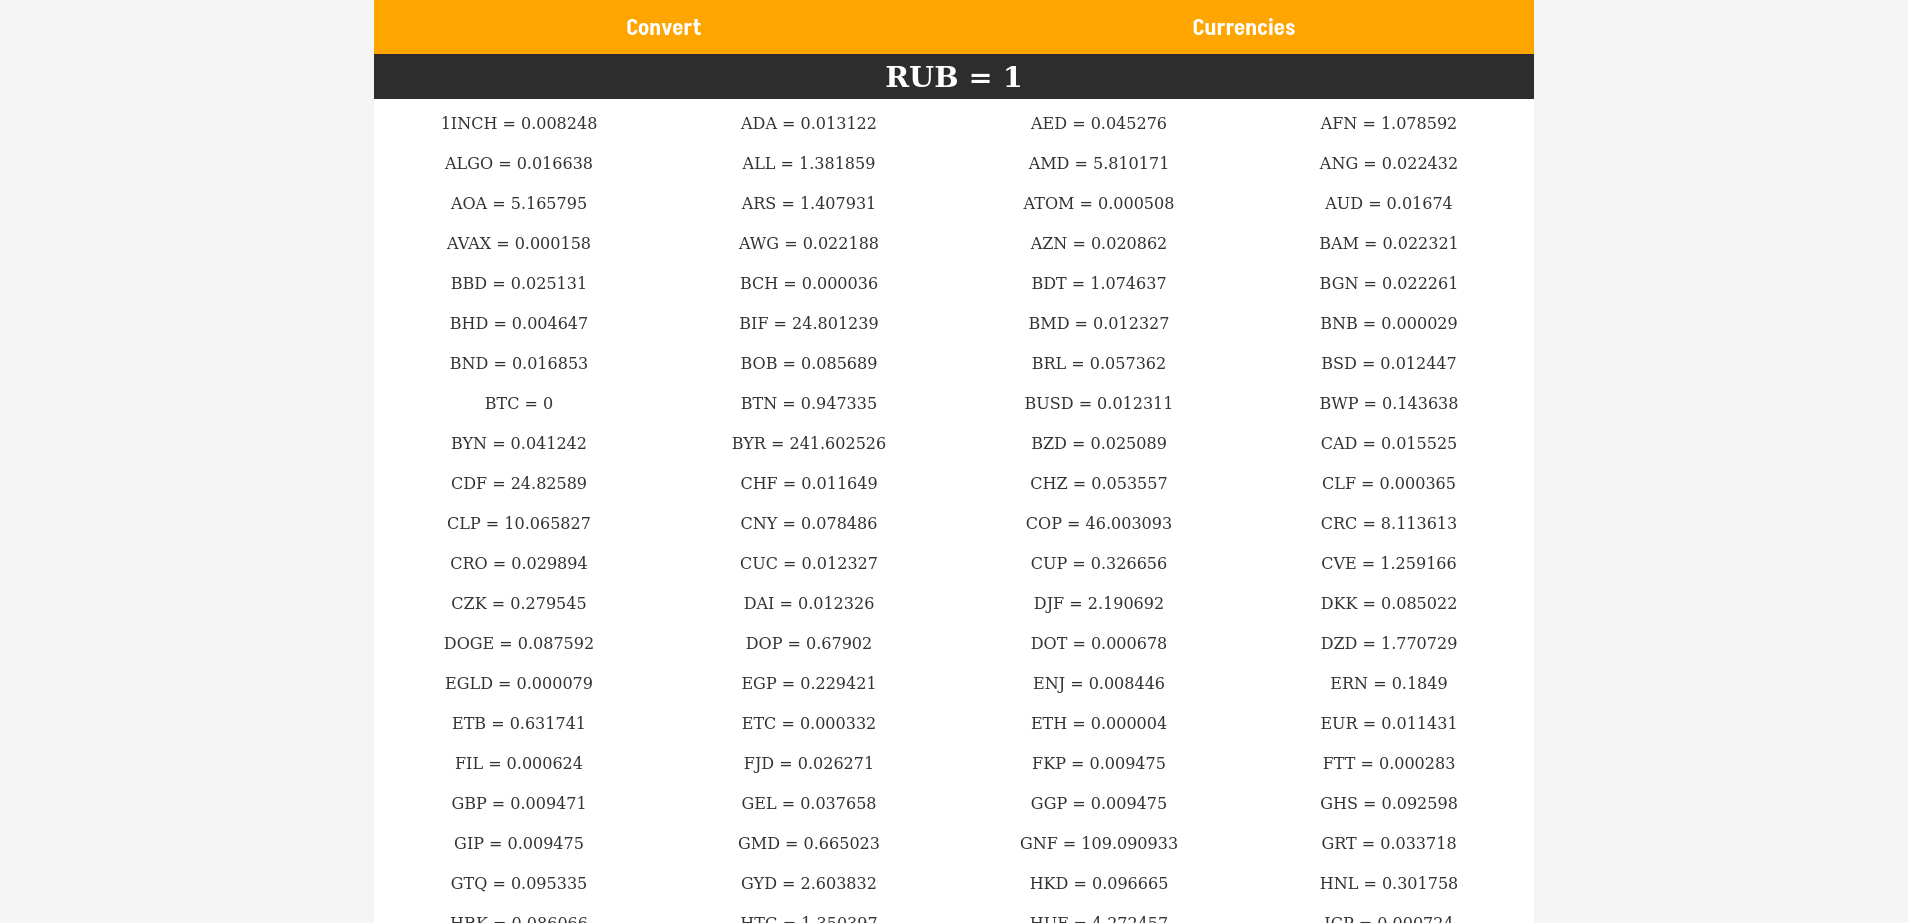 Convert Currencies
RUB = 1
1INCH = 0.008248 ADA = 0.013122 AED = 0.045276 AFN = 1.078592
ALGO = 0.016638 ALL = 1.381859 AMD = 5.810171 ANG = 0.022432
AOA = 5.165795 ARS = 1.407931 ATOM = 0.000508 AUD = 0.01674
AVAX = 0.000158 AWG = 0.022188 AZN = 0.020862 BAM = 0.022321
BBD = 0.025131 BCH = 0.000036 BDT = 1.074637 BGN = 0.022261
BHD = 0.004647 BIF = 24.801239 BMD = 0.012327 BNB = 0.000029
BND = 0.016853 BOB = 0.085689 BRL = 0.057362 BSD = 0.012447
BTC = 0 BTN = 0.947335 BUSD = 0.012311 BWP = 0.143638
BYN = 0.041242 BYR = 241.602526 BZD = 0.025089 CAD = 0.015525
CDF = 24.82589 CHF = 0.011649 CHZ = 0.053557 CLF = 0.000365
CLP = 10.065827 CNY = 0.078486 COP = 46.003093 CRC = 8.113613
CRO = 0.029894 CUC = 0.012327 CUP = 0.326656 CVE = 1.259166
CZK = 0.279545 DAI = 0.012326 DJF = 2.190692 DKK = 0.085022
DOGE = 0.087592 DOP = 0.67902 DOT = 0.000678 DZD = 1.770729
EGLD = 0.000079 EGP = 0.229421 ENJ = 0.008446 ERN = 0.1849
ETB = 0.631741 ETC = 0.000332 ETH = 0.000004 EUR = 0.011431
FIL = 0.000624 FJD = 0.026271 FKP = 0.009475 FTT = 0.000283
GBP = 0.009471 GEL = 0.037658 GGP = 0.009475 GHS = 0.092598
GIP = 0.009475 GMD = 0.665023 GNF = 109.090933 GRT = 0.033718
GTQ = 0.095335 GYD = 2.603832 HKD = 0.096665 HNL = 0.301758
HRK = 0.086066 HTG = 1.350397 HUF = 4.272457